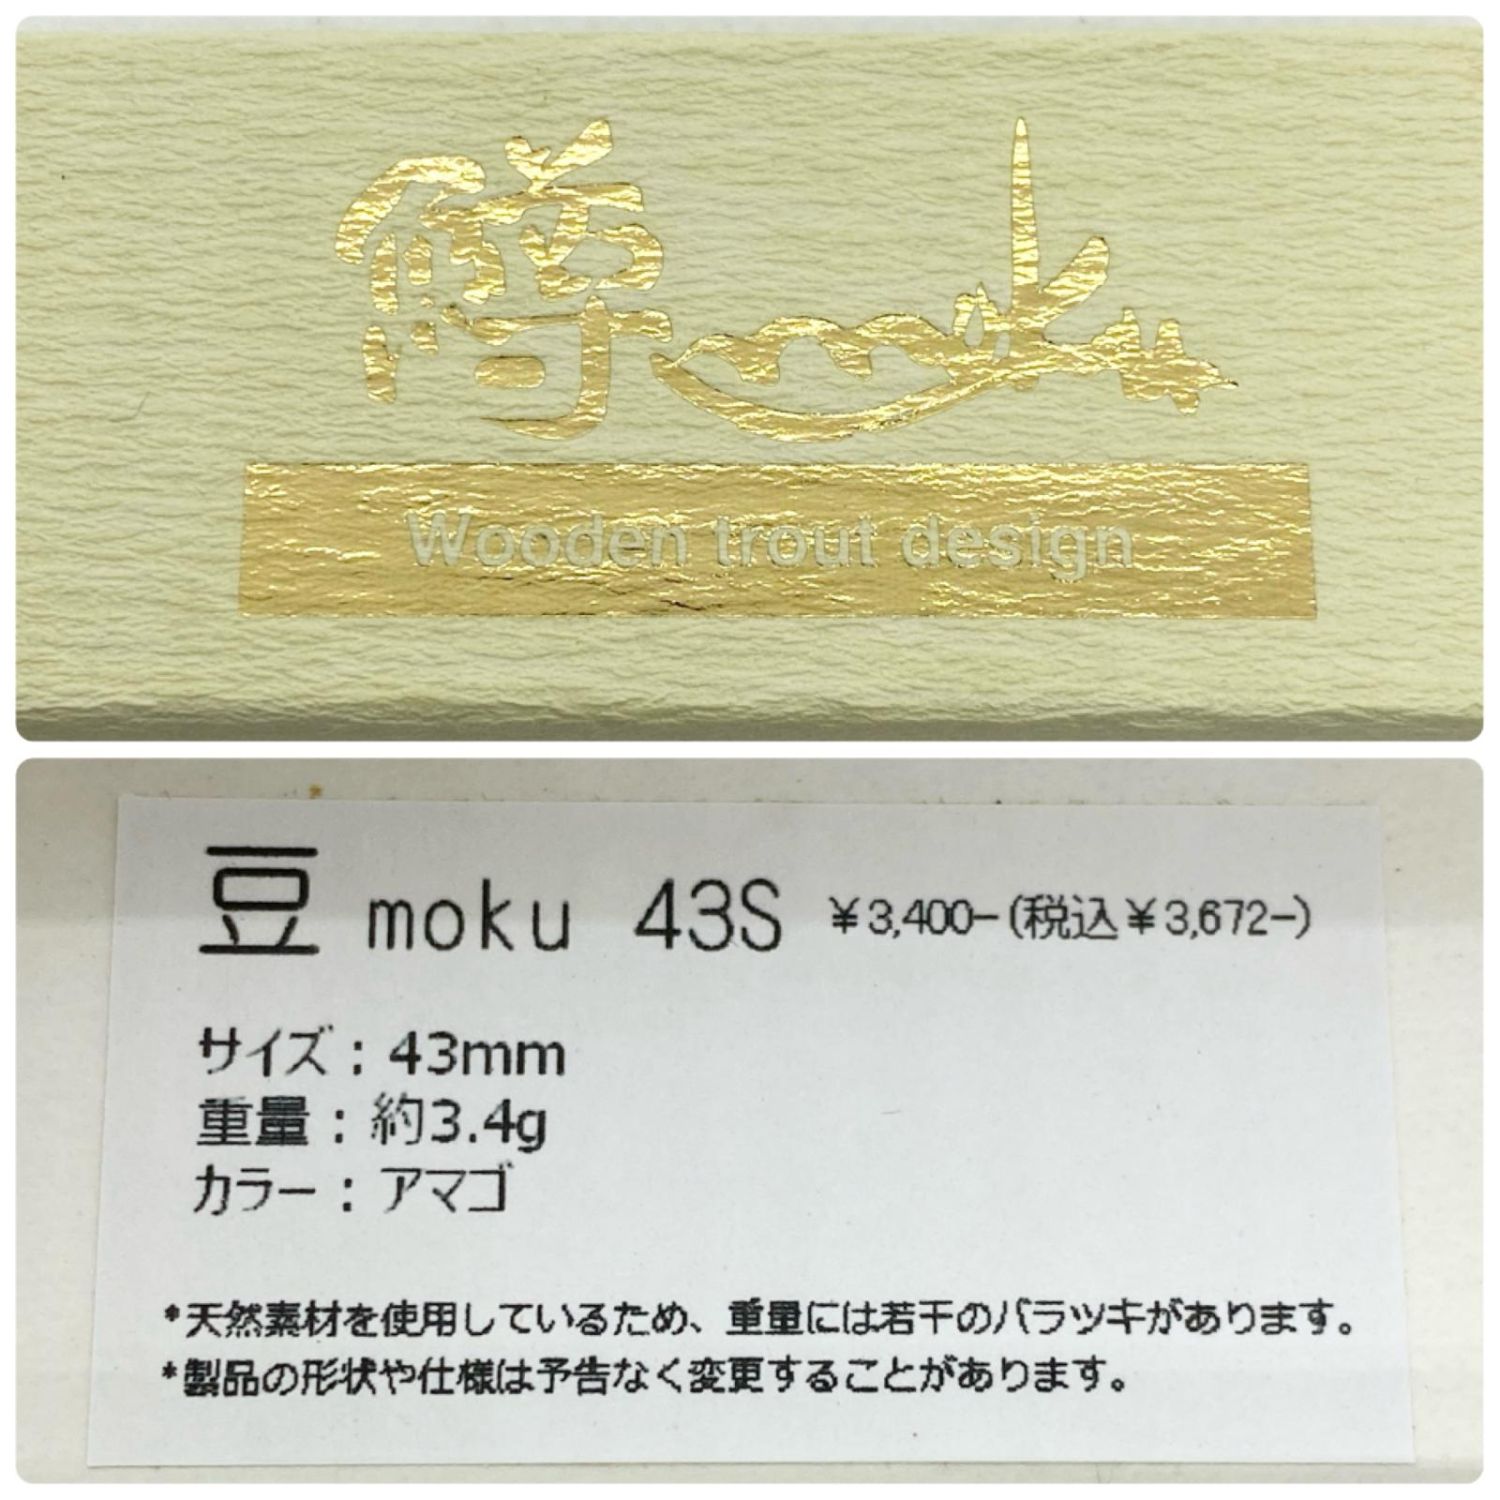 鱒
Wooden trout design
豆 moku 43S ¥3,400-(税込¥3,672-)
サイズ:43mm
重量:約3.4g
カラー:アマゴ
*天然素材を使用しているため、重量には若干のバラツキがあります。
*製品の形状や仕様は予告なく変更することがあります。